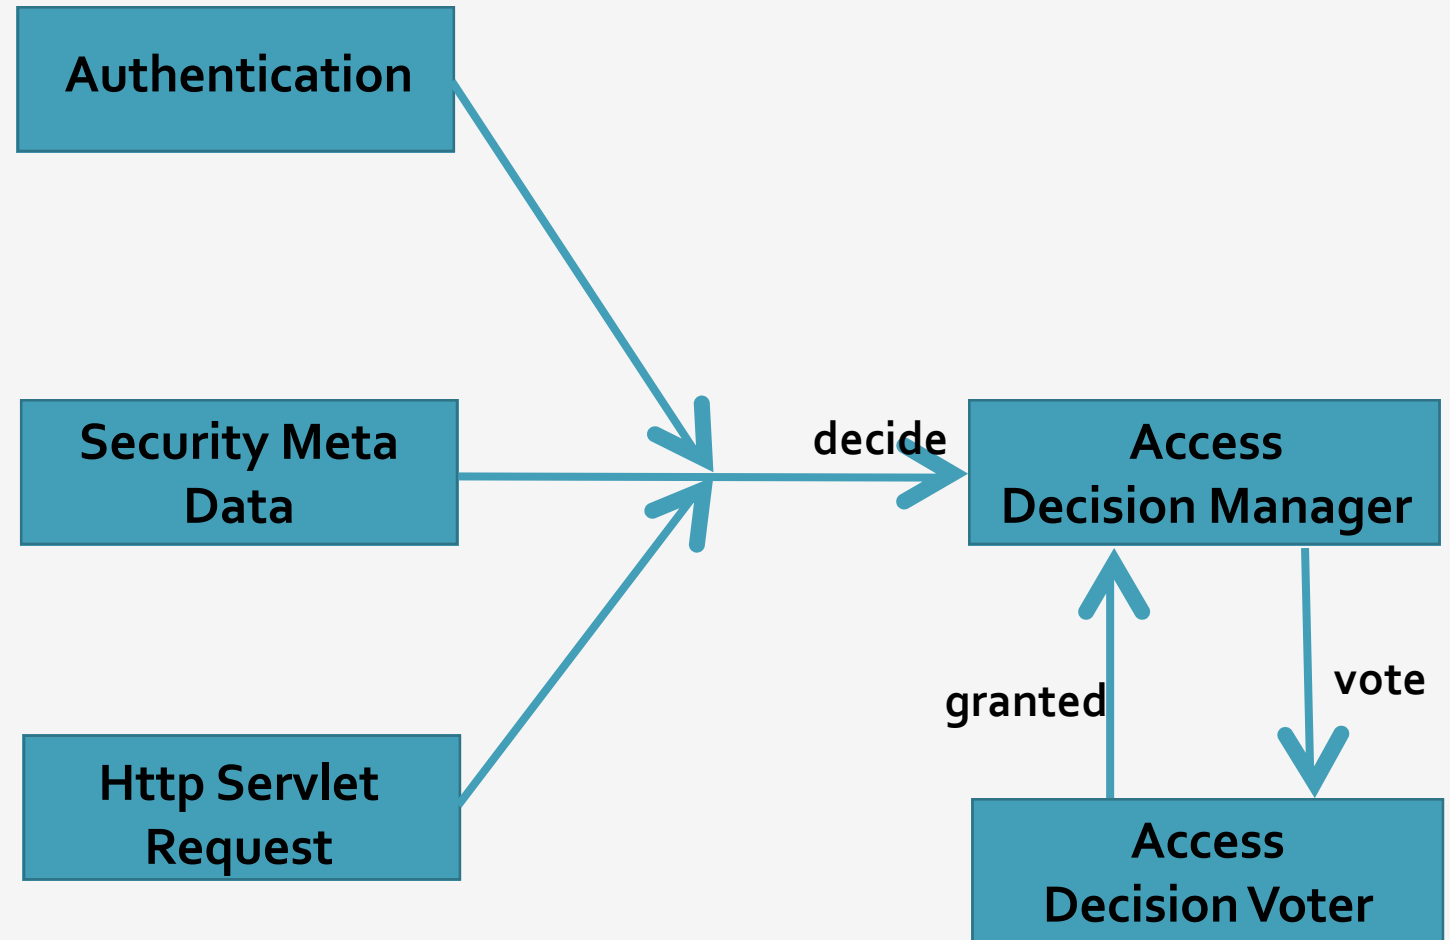 Authentication
Security Meta
Data
decide
Access
Decision Manager
granted
vote
Http Servlet
Request
Access
Decision Voter